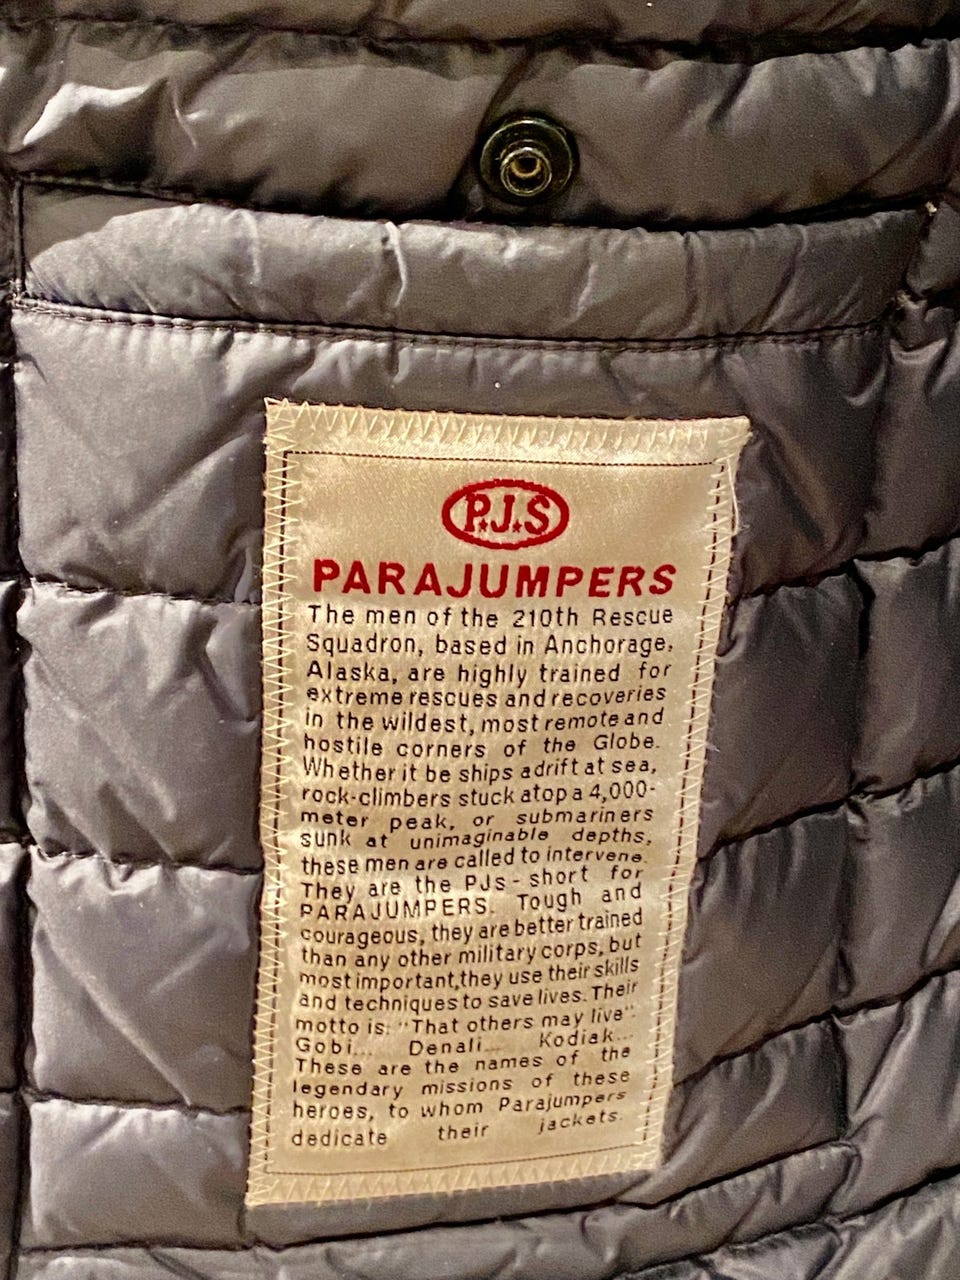 P.J.S
PARAJUMPERS
The men of the 210th Rescue
Squadron, based in Anchorage,
Alaska, are highly trained for
extreme rescues and recoveries
in the wildest, most remote and
hostile corners of the Globe.
Whether it be ships adrift at sea,
rock-climbers stuck atop a 4,000-
meter peak, or submariners
sunk at unimaginable depths,
these men are called to intervene.
They are the PJs - short for
PARAJUMPERS. Tough and
courageous, they are better trained
than any other military corps, but
most important, they use their skills
and techniques to save lives. Their
motto is: "That others may live".
Gobi... Denali... Kodiak...
These are the names of the
legendary missions of these
heroes, to whom Parajumpers
dedicate their jackets.